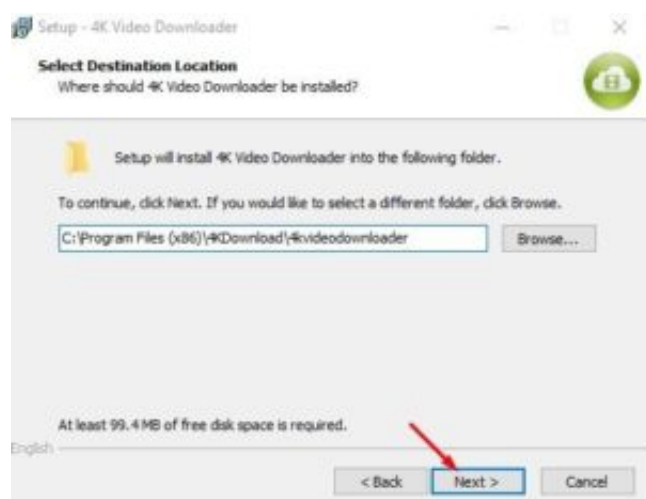 Setup - 4K Video Downloader
Select Destination Location
Where should 4K Video Downloader be installed?
Setup will install 4K Video Downloader into the following folder.
To continue, click Next. If you would like to select a different folder, click Browse.
C:\Program Files (x86)\4KDownload\4kvideodownloader
Browse...
At least 99.4 MB of free disk space is required.
English
< Back
Next >
Cancel